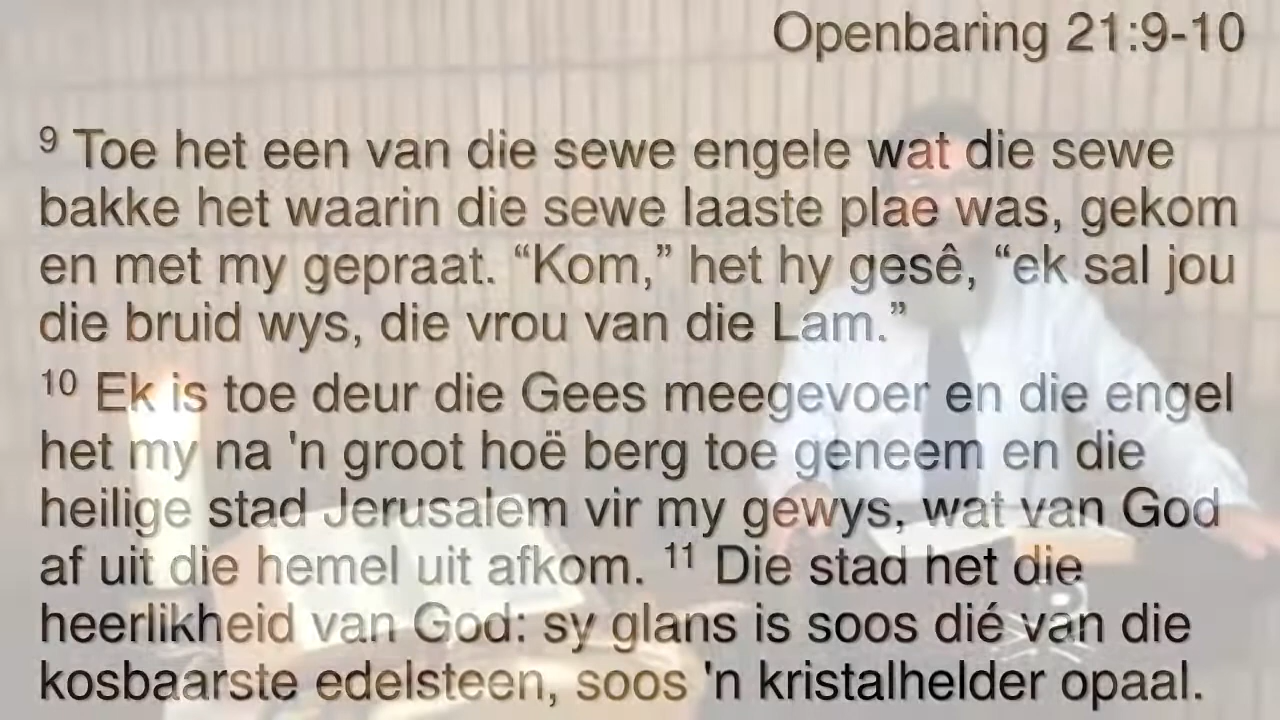 Openbaring 21:9-10
⁹ Toe het een van die sewe engele wat die sewe
bakke het waarin die sewe laaste plae was, gekom
en met my gepraat. “Kom,” het hy gesê, “ek sal jou
die bruid wys, die vrou van die Lam.”
¹⁰ Ek is toe deur die Gees meegevoer en die engel
het my na 'n groot hoë berg toe geneem en die
heilige stad Jerusalem vir my gewys, wat van God
af uit die hemel uit afkom. ¹¹ Die stad het die
heerlikheid van God: sy glans is soos dié van die
kosbaarste edelsteen, soos 'n kristalhelder opaal.